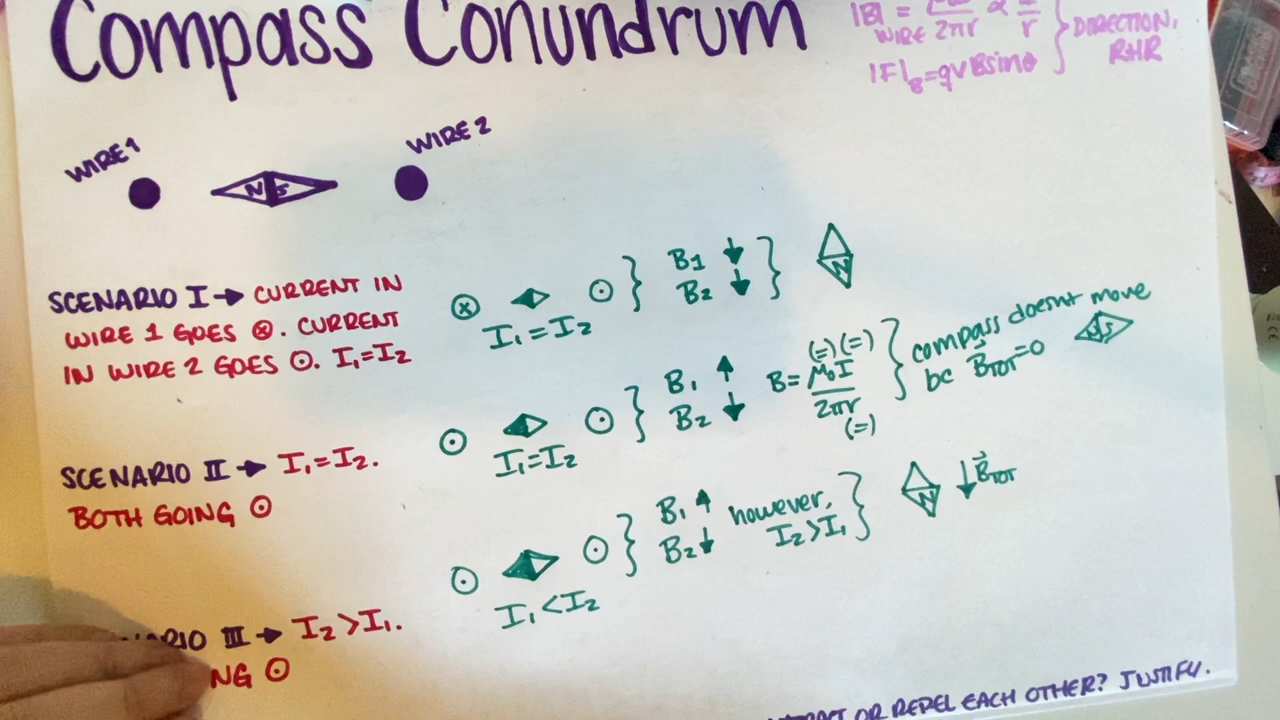 Compass Conundrum
|B| = ∝ 1/r
WIRE 2πr
|F|B = qvBsinθ
} DIRECTION,
RHR
WIRE 1
WIRE 2
N S
SCENARIO I → CURRENT IN
WIRE 1 GOES ⊗. CURRENT
IN WIRE 2 GOES ⊙. I₁=I₂
⊗ ⊙ } B₁ ↓
B₂ ↓ } N
I₁=I₂
SCENARIO II → I₁=I₂.
BOTH GOING ⊙
⊙ ⊙ } B₁ ↑
B₂ ↓
I₁=I₂
(=)(=)
B= μ₀I
2πr
(=)
} compass doesnt move
bc B⃗TOT=0
N S
III → I₂>I₁.
NG ⊙
⊙ ⊙ } B₁ ↑ however,
B₂ ↓ I₂>I₁ } N ↓B⃗TOT
I₁<I₂
OR REPEL EACH OTHER? JUSTIFY.